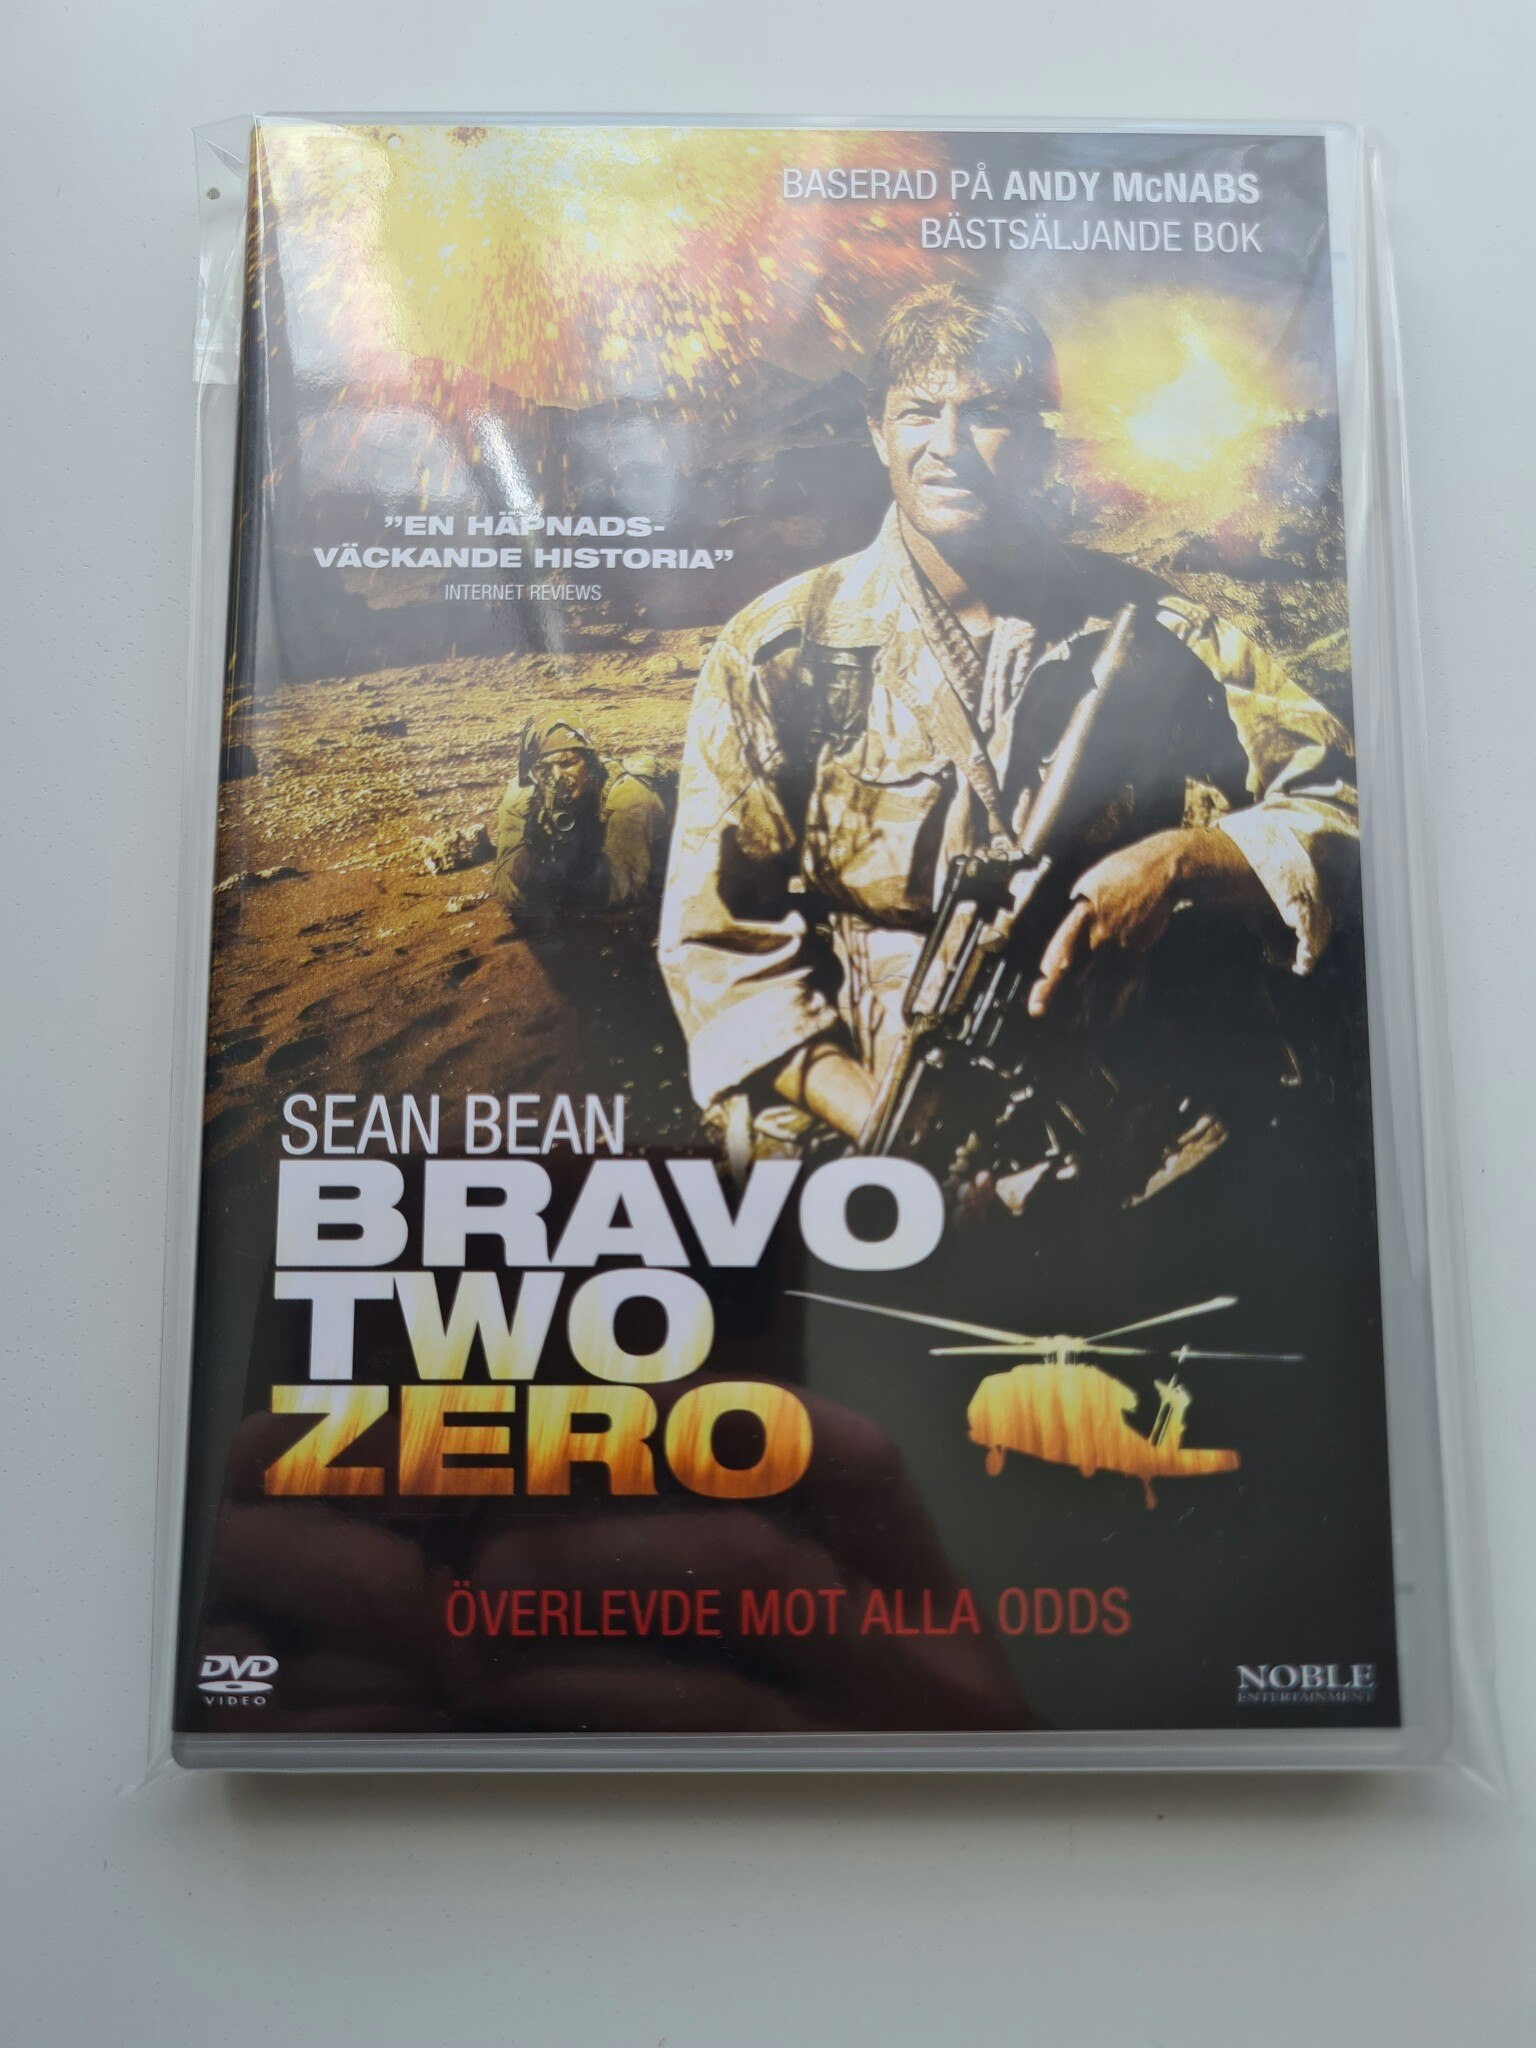 BASERAD PÅ ANDY McNABS
BÄSTSÄLJANDE BOK
”EN HÄPNADS-
VÄCKANDE HISTORIA”
INTERNET REVIEWS
SEAN BEAN
BRAVO
TWO
ZERO
ÖVERLEVDE MOT ALLA ODDS
DVD
VIDEO
NOBLE
ENTERTAINMENT